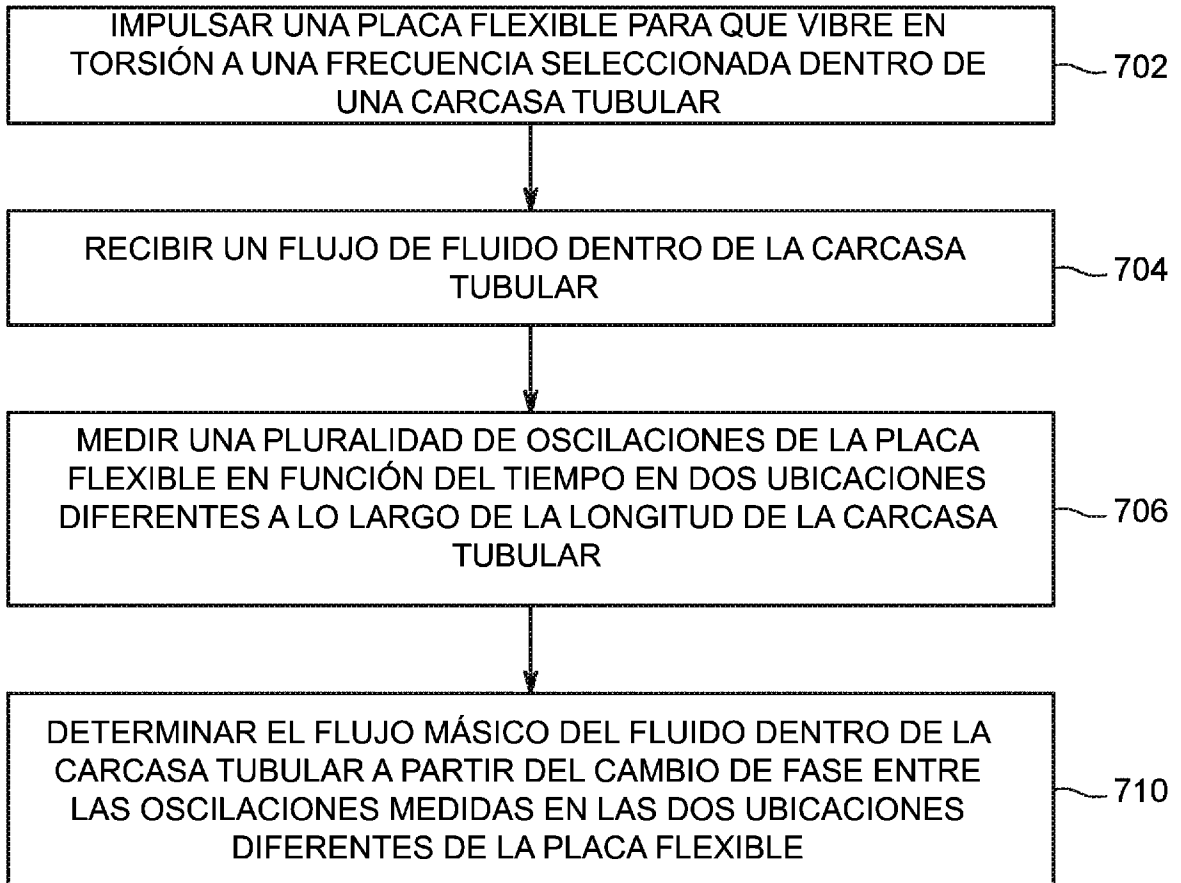 IMPULSAR UNA PLACA FLEXIBLE PARA QUE VIBRE EN
TORSIÓN A UNA FRECUENCIA SELECCIONADA DENTRO DE
UNA CARCASA TUBULAR
702
RECIBIR UN FLUJO DE FLUIDO DENTRO DE LA CARCASA
TUBULAR
704
MEDIR UNA PLURALIDAD DE OSCILACIONES DE LA PLACA
FLEXIBLE EN FUNCIÓN DEL TIEMPO EN DOS UBICACIONES
DIFERENTES A LO LARGO DE LA LONGITUD DE LA CARCASA
TUBULAR
706
DETERMINAR EL FLUJO MÁSICO DEL FLUIDO DENTRO DE LA
CARCASA TUBULAR A PARTIR DEL CAMBIO DE FASE ENTRE
LAS OSCILACIONES MEDIDAS EN LAS DOS UBICACIONES
DIFERENTES DE LA PLACA FLEXIBLE
710